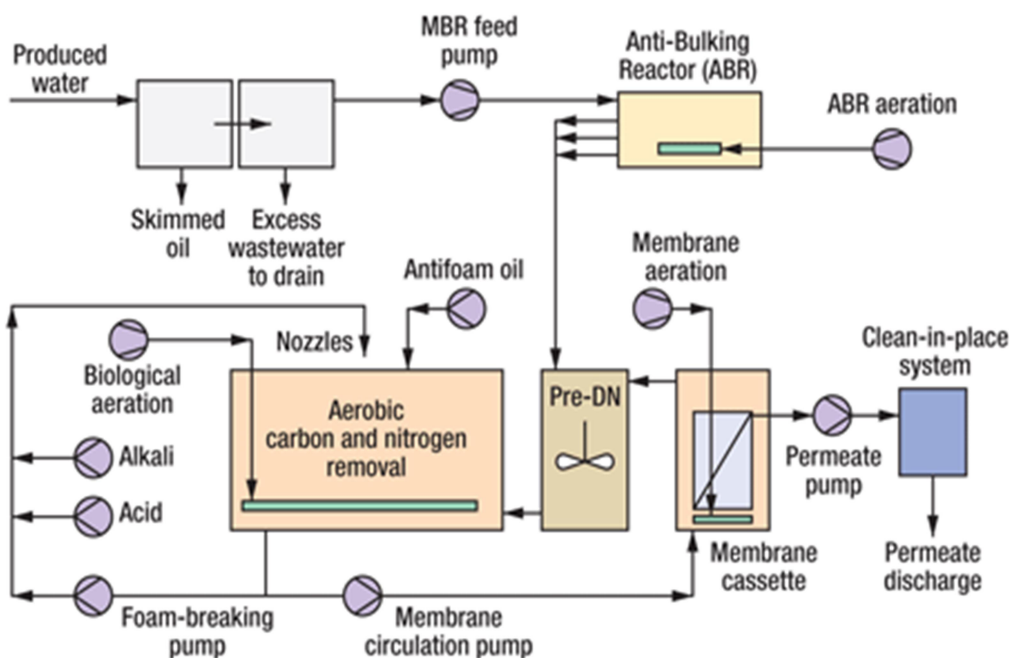 Produced
water
MBR feed
pump
Anti-Bulking
Reactor (ABR)
ABR aeration
Skimmed
oil
Excess
wastewater
to drain
Antifoam oil
Membrane
aeration
Nozzles
Biological
aeration
Clean-in-place
system
Aerobic
carbon and nitrogen
removal
Pre-DN
Alkali
Acid
Permeate
pump
Membrane
cassette
Permeate
discharge
Foam-breaking
pump
Membrane
circulation pump